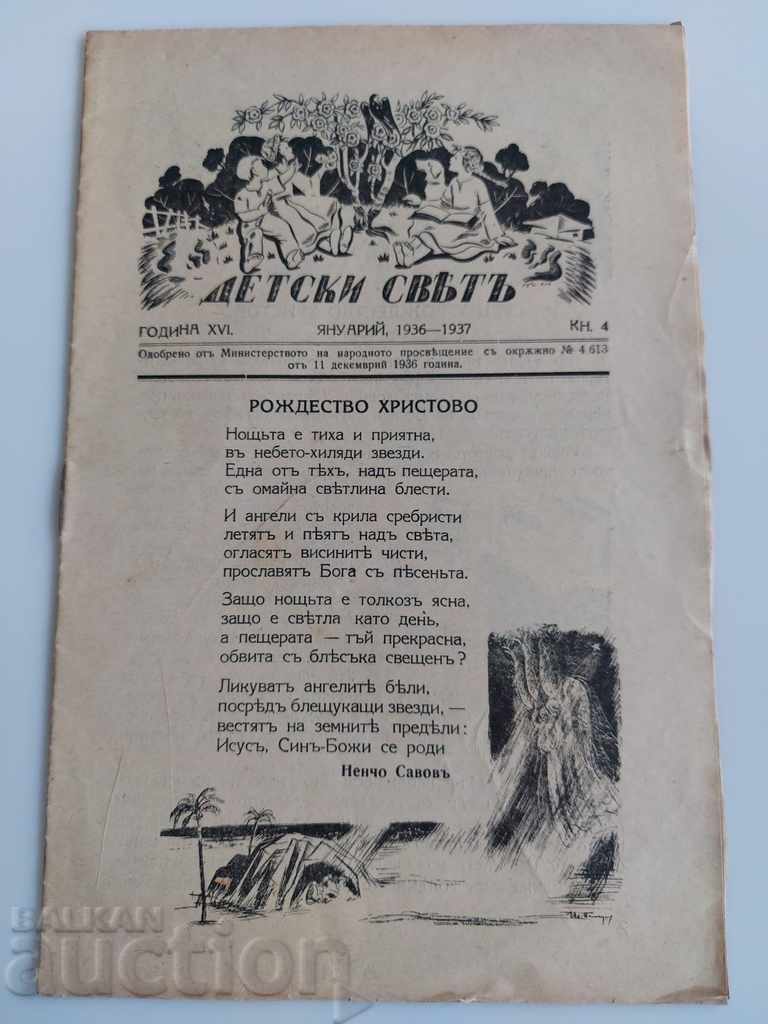 ДЕТСКИ СВѢТЪ
ГОДИНА XVI. ЯНУАРИЙ, 1936—1937 КН. 4
Одобрено отъ Министерството на народното просвѣщение съ окржжно № 4613
отъ 11 декемврий 1936 година.
РОЖДЕСТВО ХРИСТОВО
Нощьта е тиха и приятна,
въ небето-хиляди звезди.
Една отъ тѣхъ, надъ пещерата,
съ омайна свѣтлина блести.
И ангели съ крила сребристи
летятъ и пѣятъ надъ свѣта,
огласятъ висинитѣ чисти,
прославятъ Бога съ пѣсеньта.
Защо нощьта е толкозъ ясна,
защо е свѣтла като день,
а пещерата — тъй прекрасна,
обвита съ блѣсъка свещенъ?
Ликуватъ ангелитѣ бѣли,
посрѣдъ блещукащи звезди, —
вестятъ на земнитѣ предѣли:
Исусъ, Синъ-Божи се роди
Ненчо Савовъ
BALKAN
auction